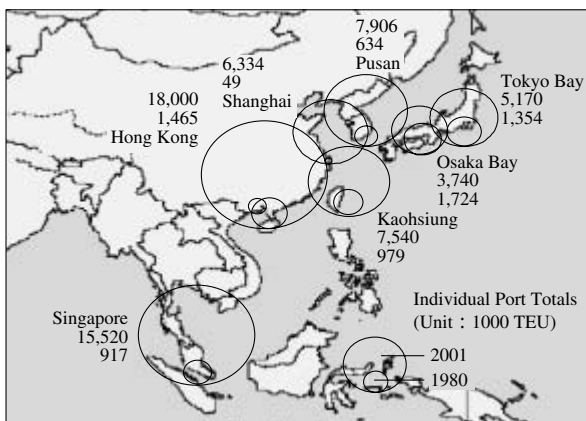 7,906
634
Pusan
6,334
49
Shanghai
18,000
1,465
Hong Kong
Tokyo Bay
5,170
1,354
Osaka Bay
3,740
1,724
Kaohsiung
7,540
979
Singapore
15,520
917
Individual Port Totals
(Unit：1000 TEU)
2001
1980